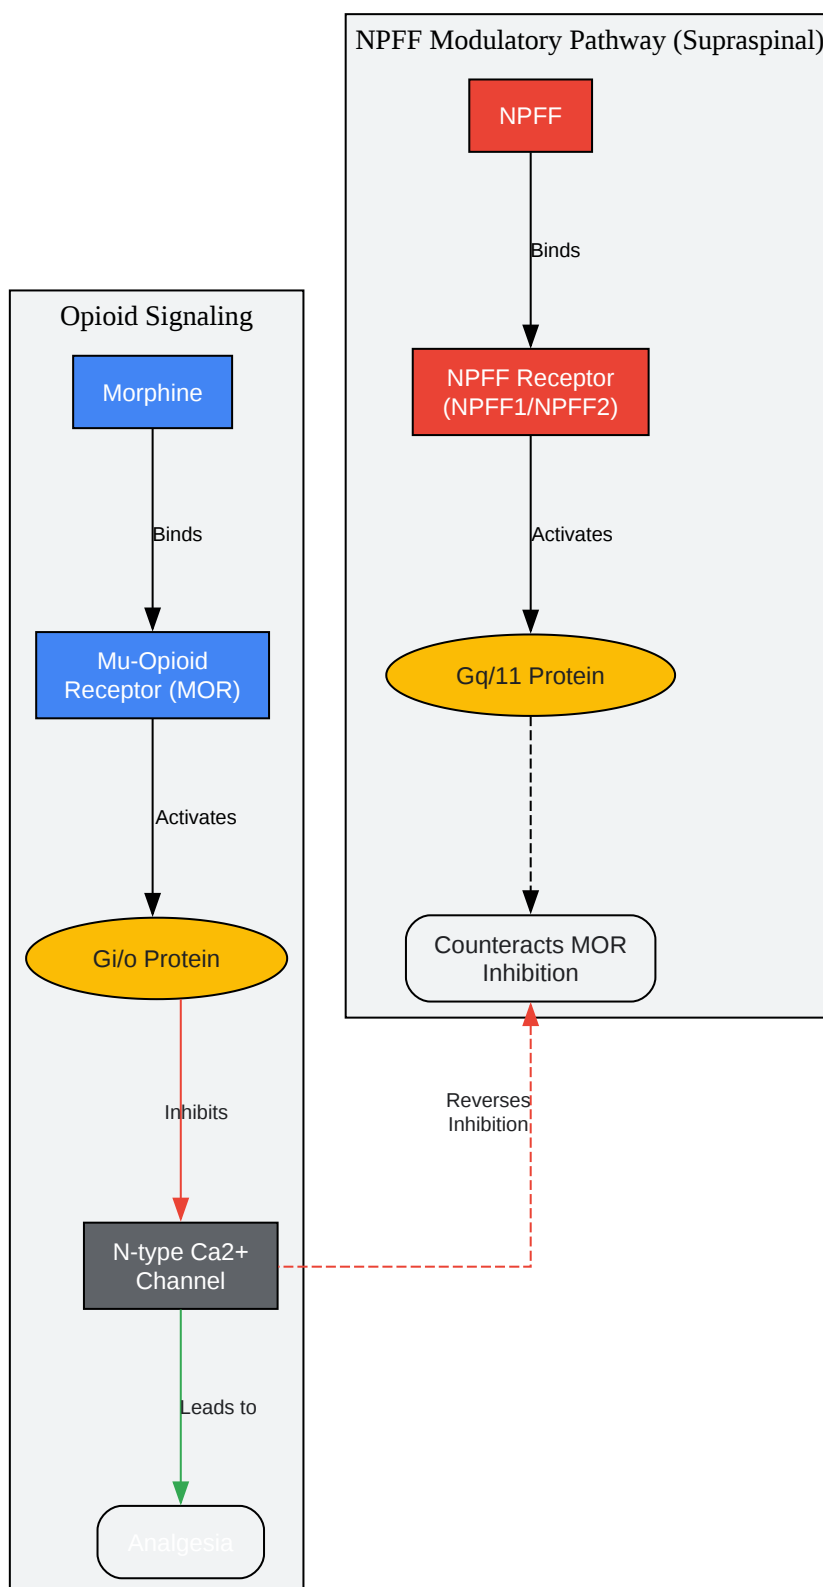 NPFF Modulatory Pathway (Supraspinal)
NPFF
Binds
NPFF Receptor
(NPFF1/NPFF2)
Activates
Gq/11 Protein
Counteracts MOR
Inhibition
Opioid Signaling
Morphine
Binds
Mu-Opioid
Receptor (MOR)
Activates
Gi/o Protein
Inhibits
Reverses
Inhibition
N-type Ca2+
Channel
Leads to
Analgesia